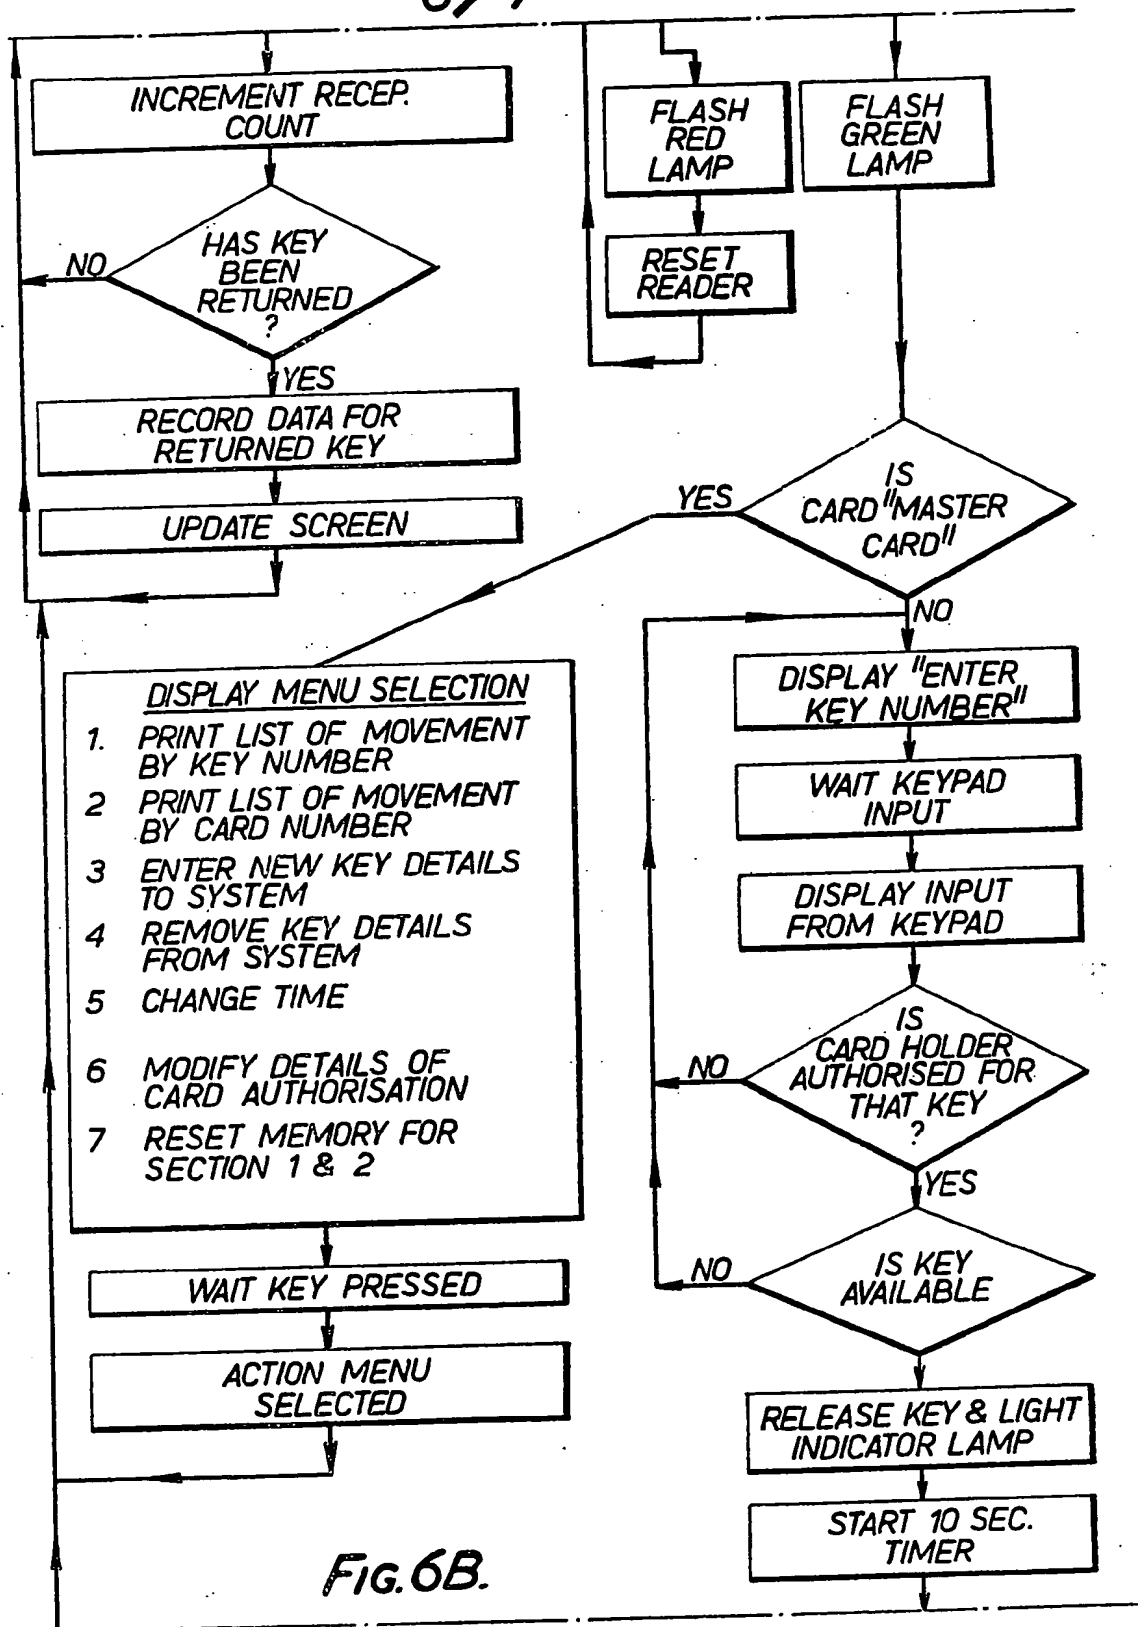 INCREMENT RECEP.
COUNT
HAS KEY
BEEN
RETURNED
?
NO
YES
RECORD DATA FOR
RETURNED KEY
UPDATE SCREEN
FLASH
RED
LAMP
RESET
READER
FLASH
GREEN
LAMP
IS
CARD "MASTER
CARD"
YES
NO
DISPLAY MENU SELECTION
1. PRINT LIST OF MOVEMENT
BY KEY NUMBER
2 PRINT LIST OF MOVEMENT
BY CARD NUMBER
3 ENTER NEW KEY DETAILS
TO SYSTEM
4 REMOVE KEY DETAILS
FROM SYSTEM
5 CHANGE TIME
6 MODIFY DETAILS OF
CARD AUTHORISATION
7 RESET MEMORY FOR
SECTION 1 & 2
WAIT KEY PRESSED
ACTION MENU
SELECTED
DISPLAY "ENTER
KEY NUMBER"
WAIT KEYPAD
INPUT
DISPLAY INPUT
FROM KEYPAD
IS
CARD HOLDER
AUTHORISED FOR
THAT KEY
?
NO
YES
IS KEY
AVAILABLE
NO
RELEASE KEY & LIGHT
INDICATOR LAMP
START 10 SEC.
TIMER
FIG. 6B.